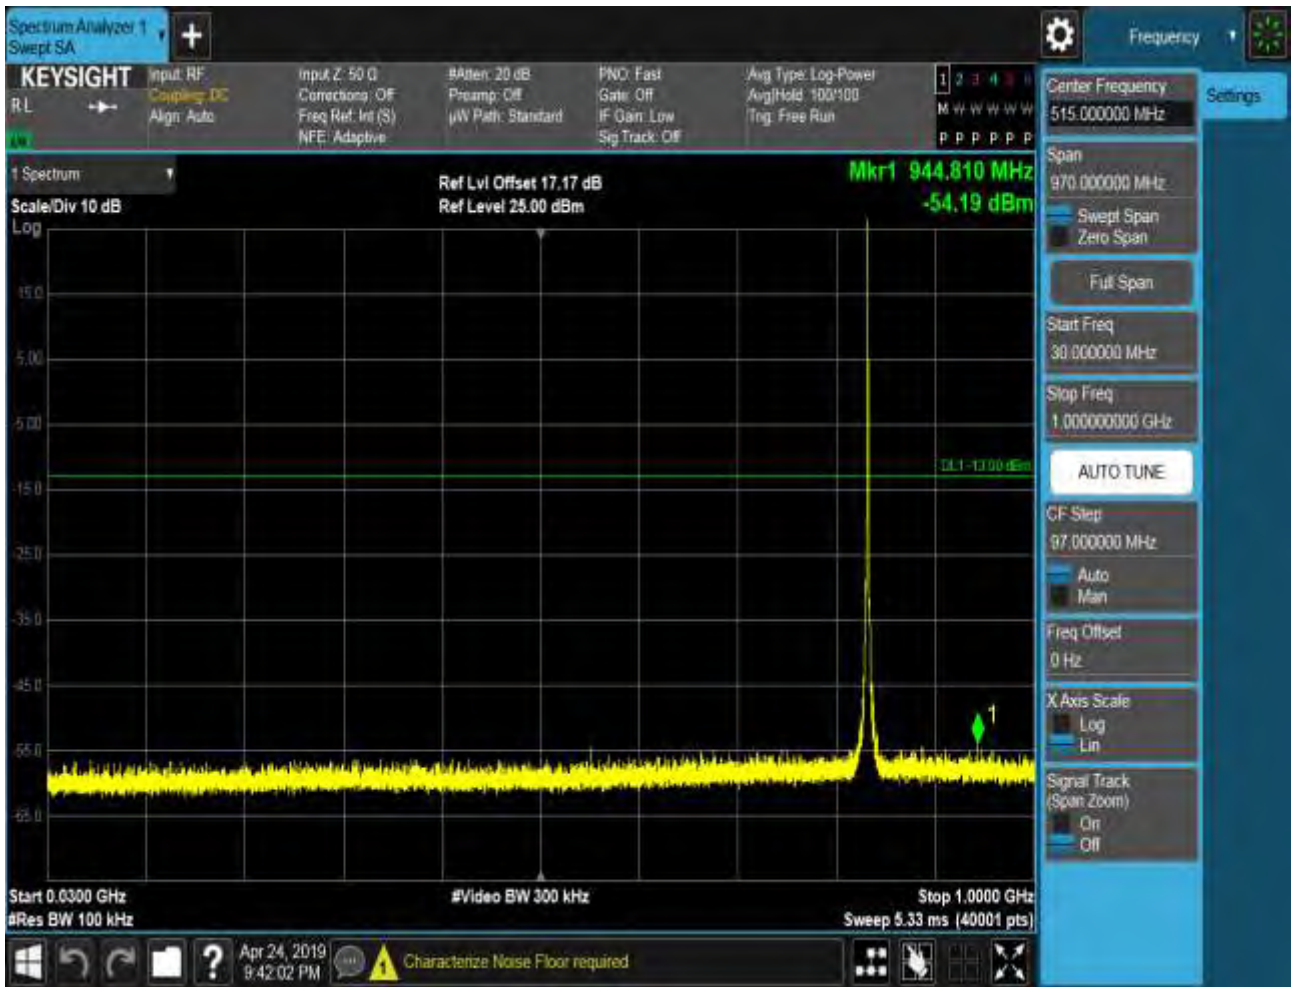 Spectrum Analyzer 1
Swept SA
Frequency
KEYSIGHT
R L
Input: RF
Coupling: DC
Align: Auto
Input Z: 50 Ω
Corrections: Off
Freq Ref: Int (S)
NFE: Adaptive
#Atten: 20 dB
Preamp: Off
µW Path: Standard
PNO: Fast
Gate: Off
IF Gain: Low
Sig Track: Off
Avg Type: Log-Power
Avg|Hold: 100/100
Trig: Free Run
1 2 3 4 5 6
M W W W W W
P P P P P P
1 Spectrum
Scale/Div 10 dB
Log
Ref Lvl Offset 17.17 dB
Ref Level 25.00 dBm
Mkr1 944.810 MHz
-54.19 dBm
15.0
5.00
-5.00
-15.0
-25.0
-35.0
-45.0
-55.0
-65.0
DL1 -13.00 dBm
1
Start 0.0300 GHz
#Res BW 100 kHz
#Video BW 300 kHz
Stop 1.0000 GHz
Sweep 5.33 ms (40001 pts)
Center Frequency
515.000000 MHz
Settings
Span
970.000000 MHz
Swept Span
Zero Span
Full Span
Start Freq
30.000000 MHz
Stop Freq
1.000000000 GHz
AUTO TUNE
CF Step
97.000000 MHz
Auto
Man
Freq Offset
0 Hz
X Axis Scale
Log
Lin
Signal Track
(Span Zoom)
On
Off
?
Apr 24, 2019
9:42:02 PM
Characterize Noise Floor required